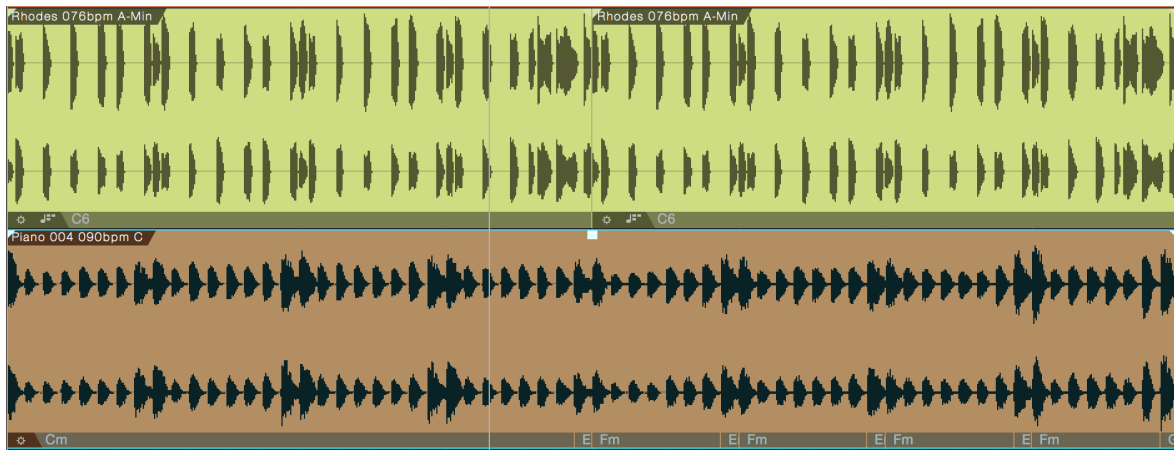 Rhodes 076bpm A-Min Rhodes 076bpm A-Min
C6 C6
Piano 004 090bpm C
Cm E Fm E Fm E Fm E Fm